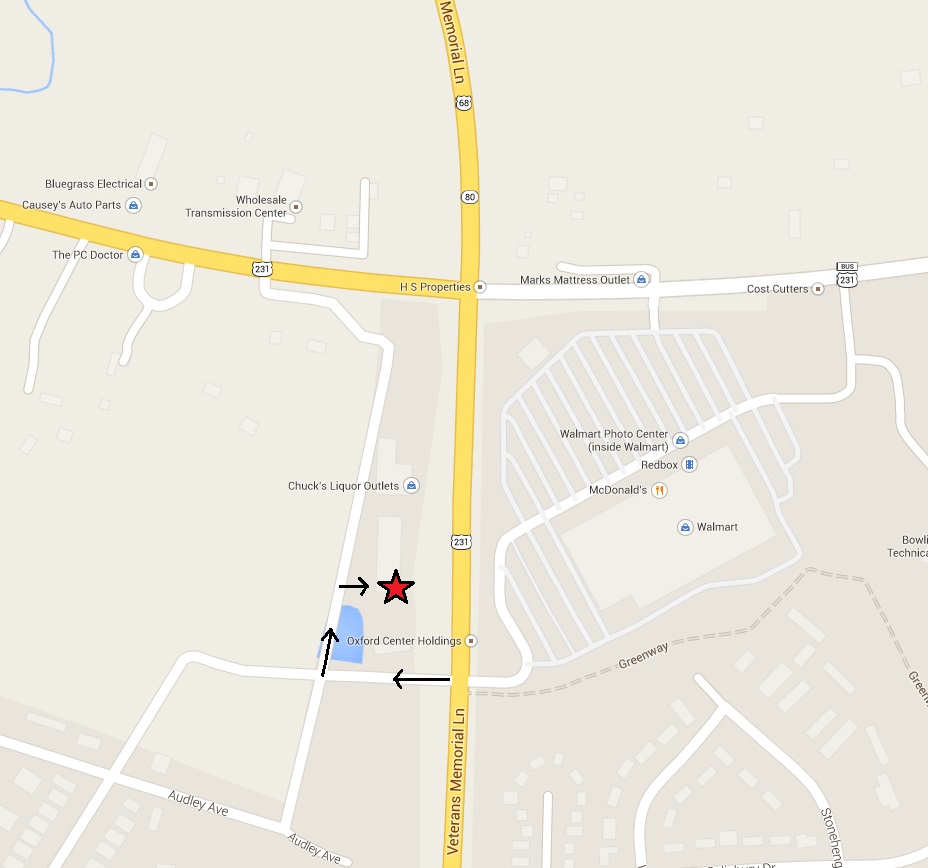 Memorial Ln
68
Bluegrass Electrical
Causey's Auto Parts
Wholesale
Transmission Center
80
The PC Doctor
231
H S Properties
Marks Mattress Outlet
BUS
231
Cost Cutters
Walmart Photo Center
(inside Walmart)
Redbox
McDonald's
Chuck's Liquor Outlets
Walmart
231
Bowli
Technica
Oxford Center Holdings
Greenway
Greenw
Veterans Memorial Ln
Audley Ave
Audley Ave
Stoneheng